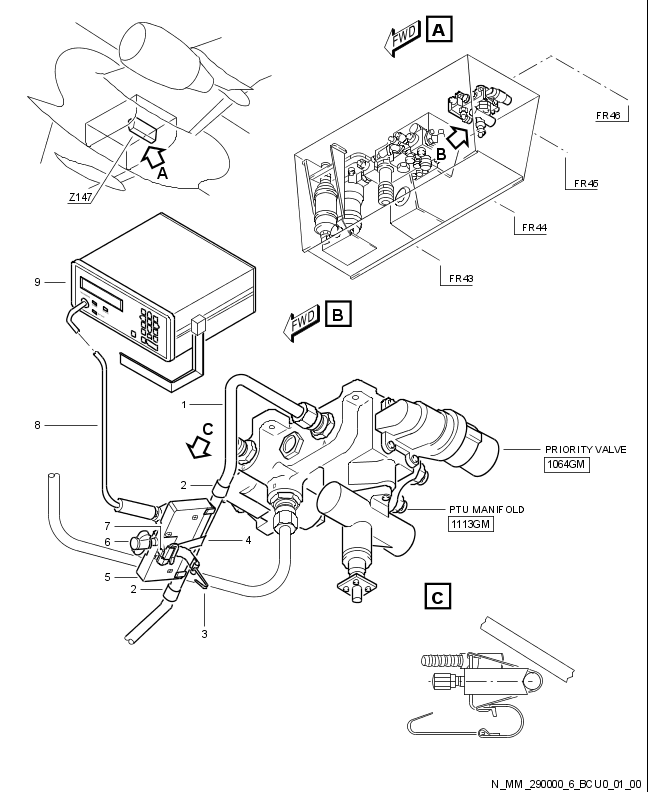 FWD
A
FR46
B
FR45
A
Z147
FR44
FR43
9
FWD
B
1
8
C
2
PRIORITY VALVE
1064GM
A
B
PTU MANIFOLD
1113GM
7
6
4
5
2
3
C
N_MM_290000_6_BCU0_01_00